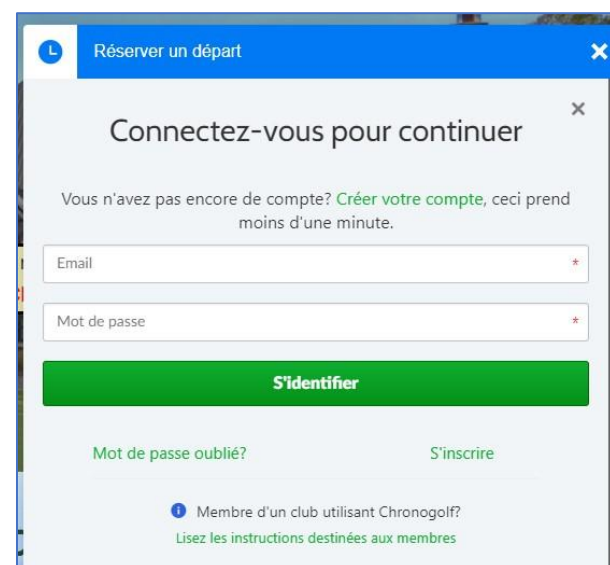 Réserver un départ
Connectez-vous pour continuer
Vous n'avez pas encore de compte? Créer votre compte, ceci prend
moins d'une minute.
Email *
Mot de passe *
S'identifier
Mot de passe oublié? S'inscrire
Membre d'un club utilisant Chronogolf?
Lisez les instructions destinées aux membres